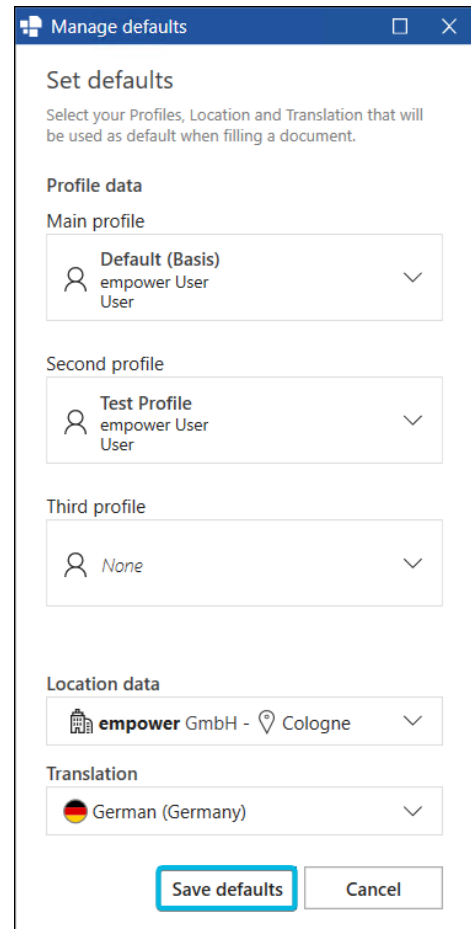 Manage defaults
Set defaults
Select your Profiles, Location and Translation that will
be used as default when filling a document.
Profile data
Main profile
Default (Basis)
empower User
User
Second profile
Test Profile
empower User
User
Third profile
None
Location data
empower GmbH - Cologne
Translation
German (Germany)
Save defaults
Cancel